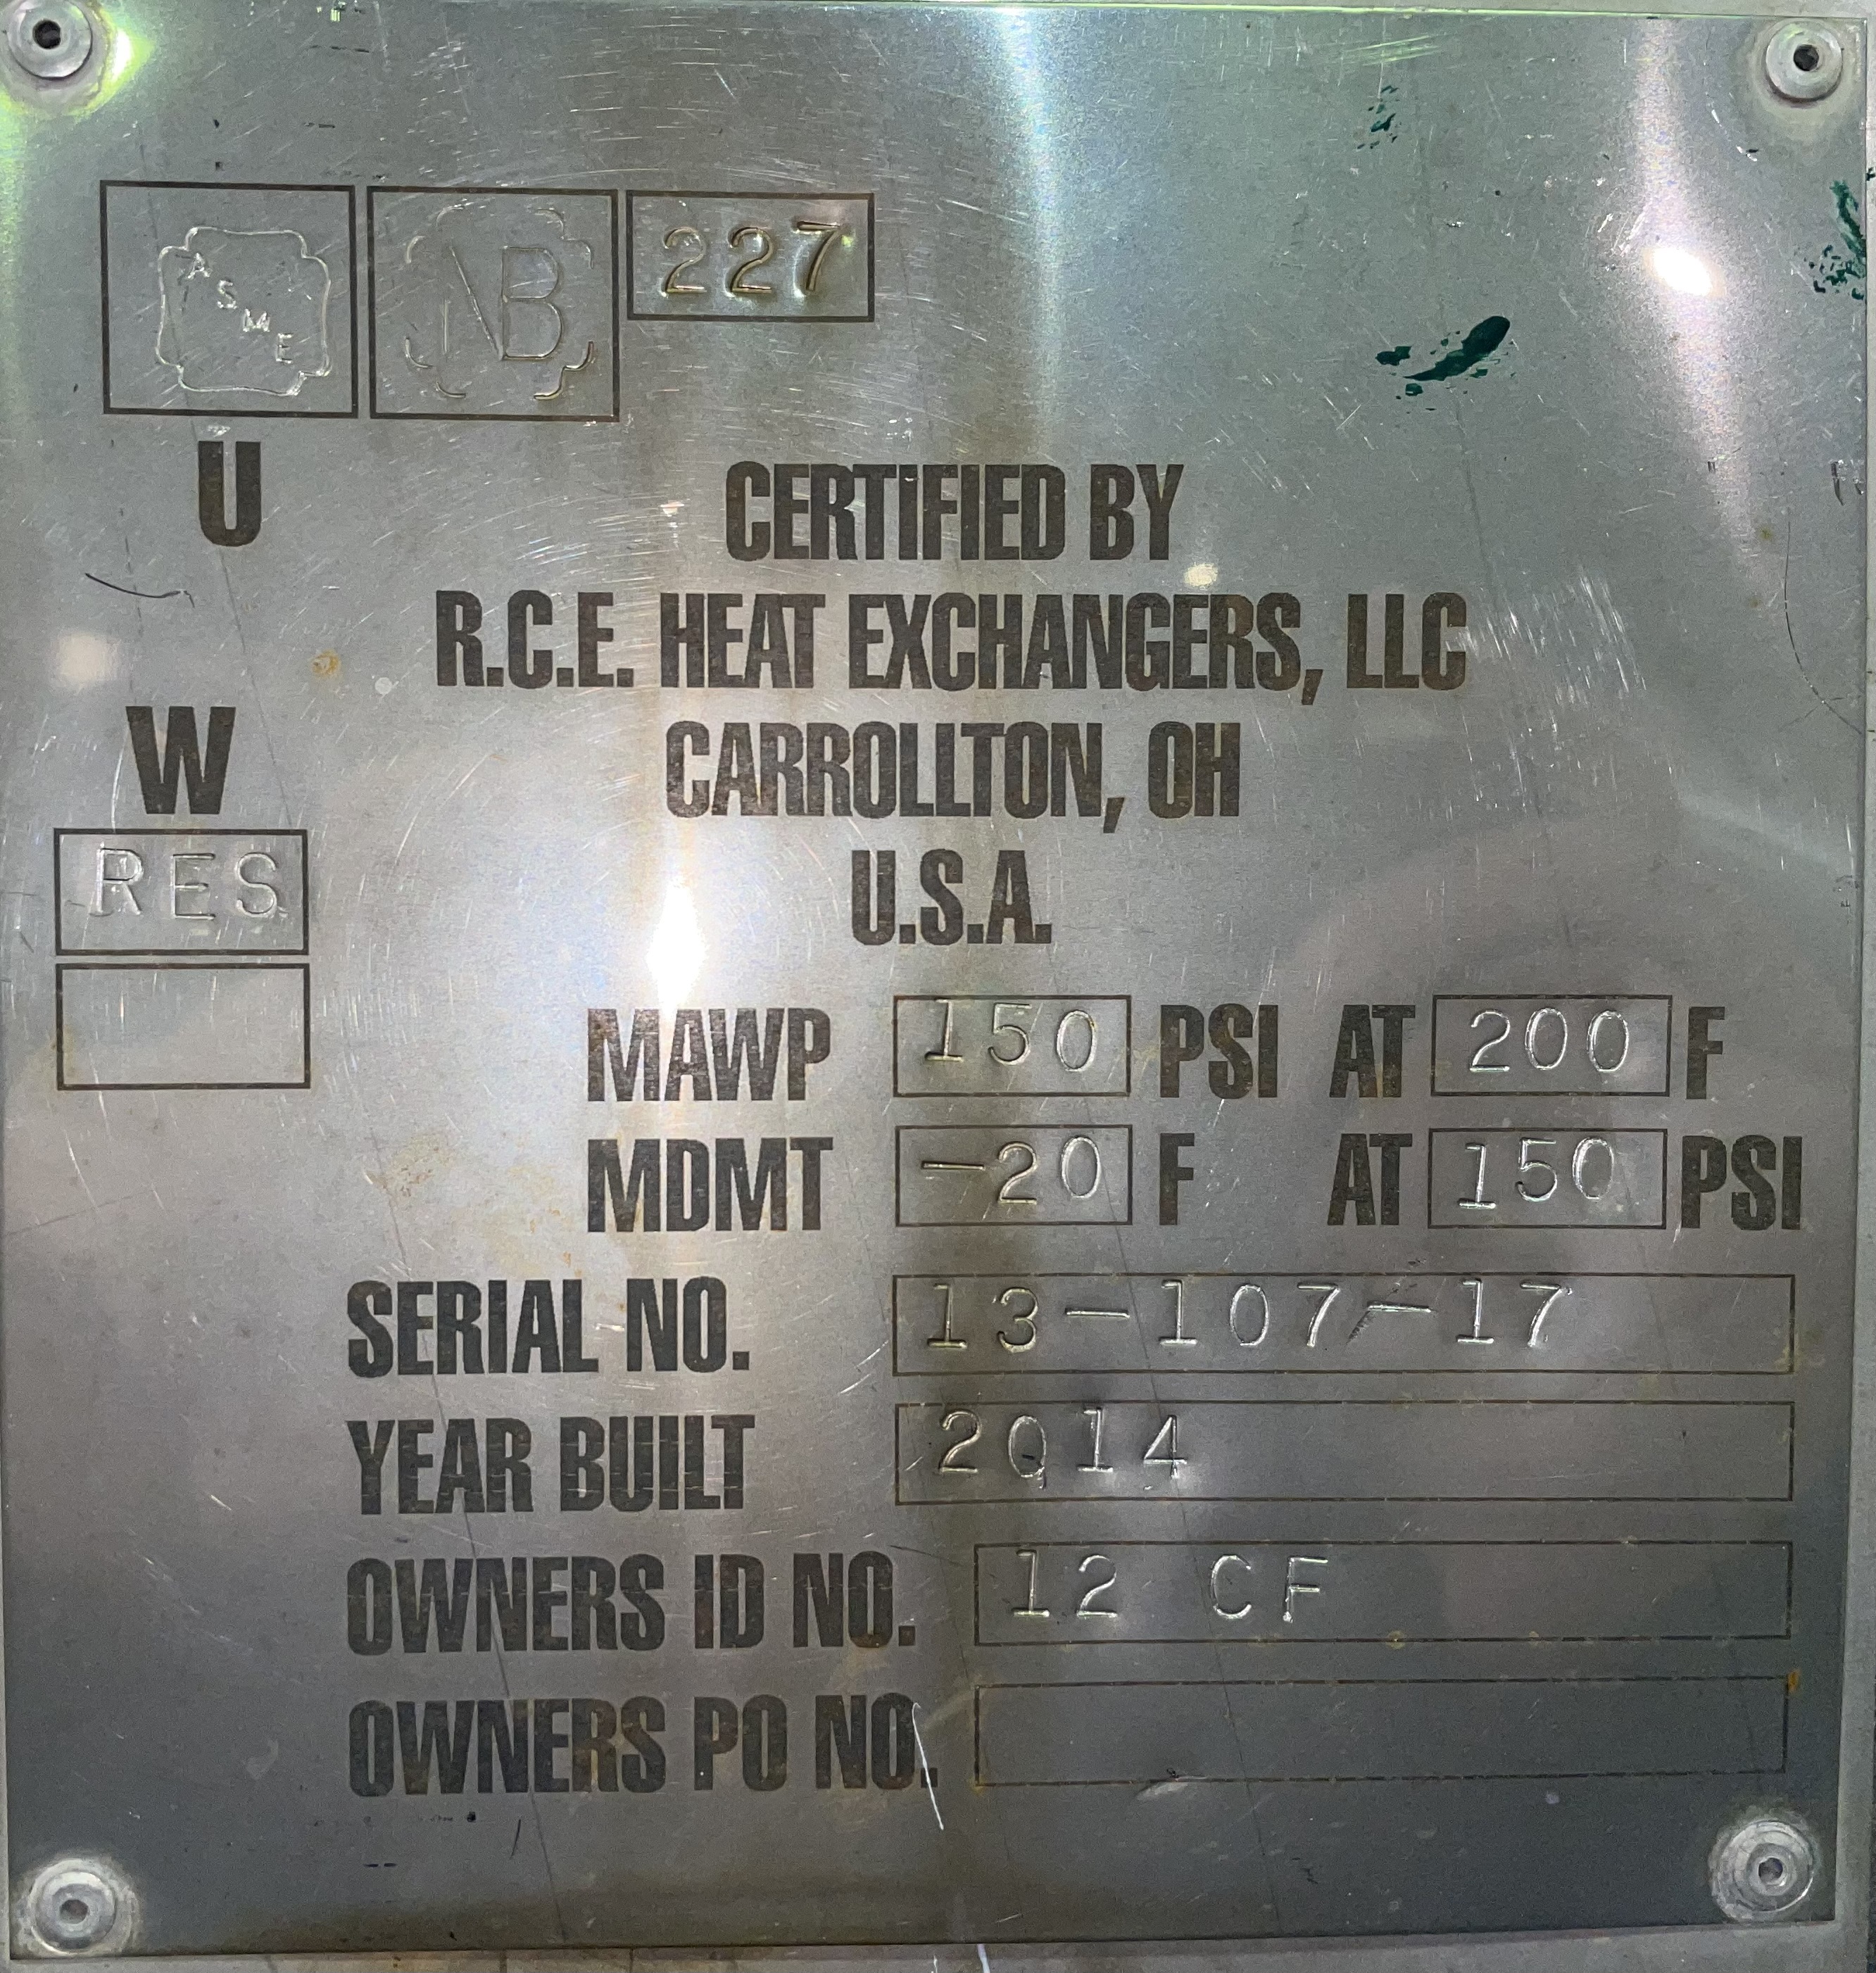 ASME NB 227
U
CERTIFIED BY
R.C.E. HEAT EXCHANGERS, LLC
W
CARROLLTON, OH
RES
U.S.A.
MAWP 150 PSI AT 200 F
MDMT -20 F AT 150 PSI
SERIAL NO. 13-107-17
YEAR BUILT 2014
OWNERS ID NO. 12 CF
OWNERS PO NO.